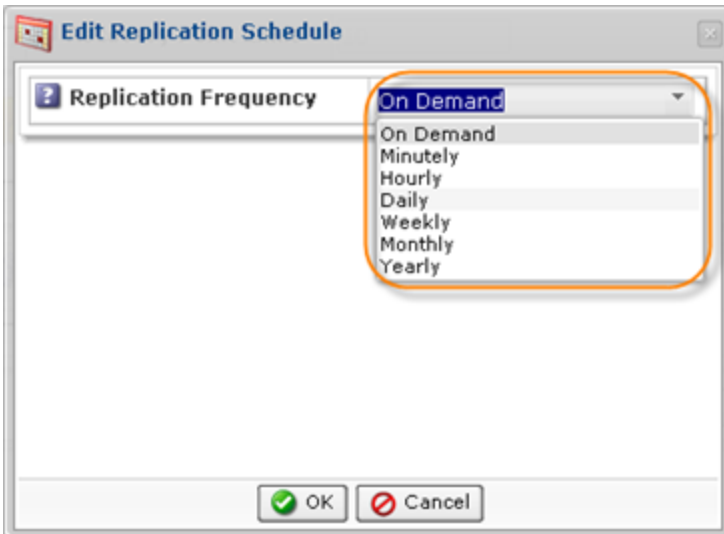 Edit Replication Schedule
Replication Frequency
On Demand
On Demand
Minutely
Hourly
Daily
Weekly
Monthly
Yearly
OK
Cancel